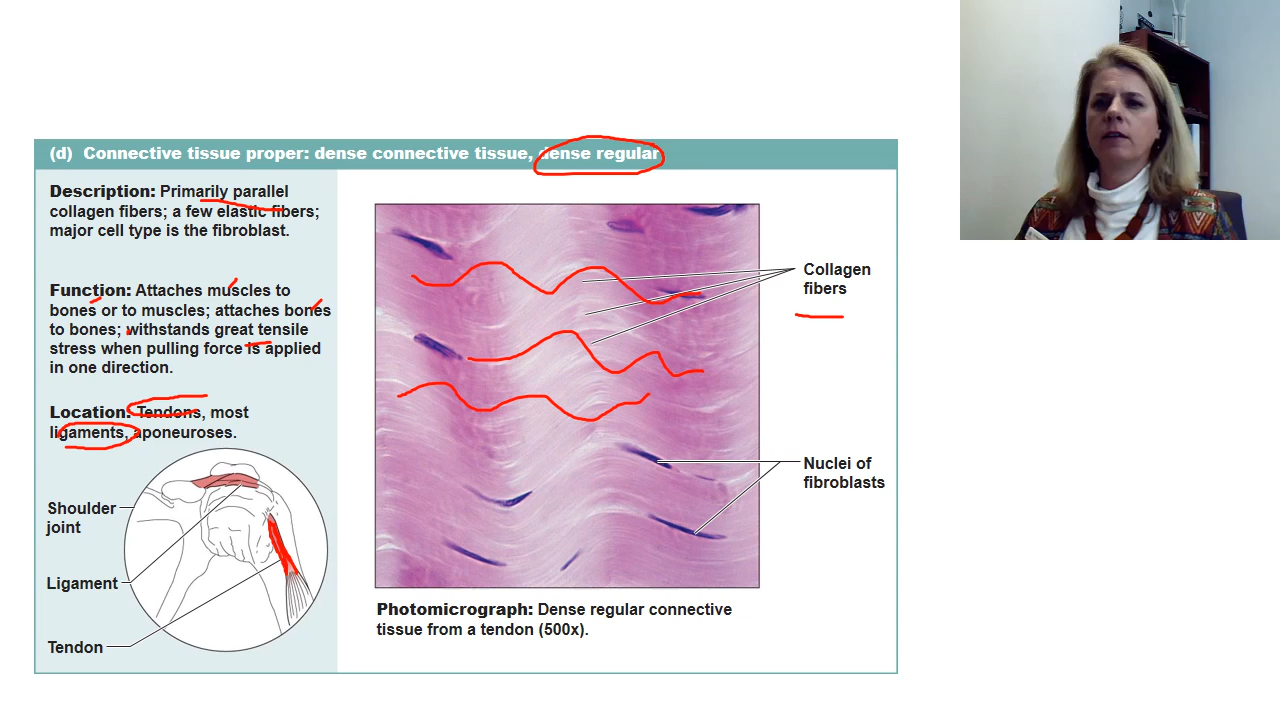 (d) Connective tissue proper: dense connective tissue, dense regular
Description: Primarily parallel
collagen fibers; a few elastic fibers;
major cell type is the fibroblast.
Function: Attaches muscles to
bones or to muscles; attaches bones
to bones; withstands great tensile
stress when pulling force is applied
in one direction.
Location: Tendons, most
ligaments, aponeuroses.
Shoulder
joint
Ligament
Tendon
Collagen
fibers
Nuclei of
fibroblasts
Photomicrograph: Dense regular connective
tissue from a tendon (500x).